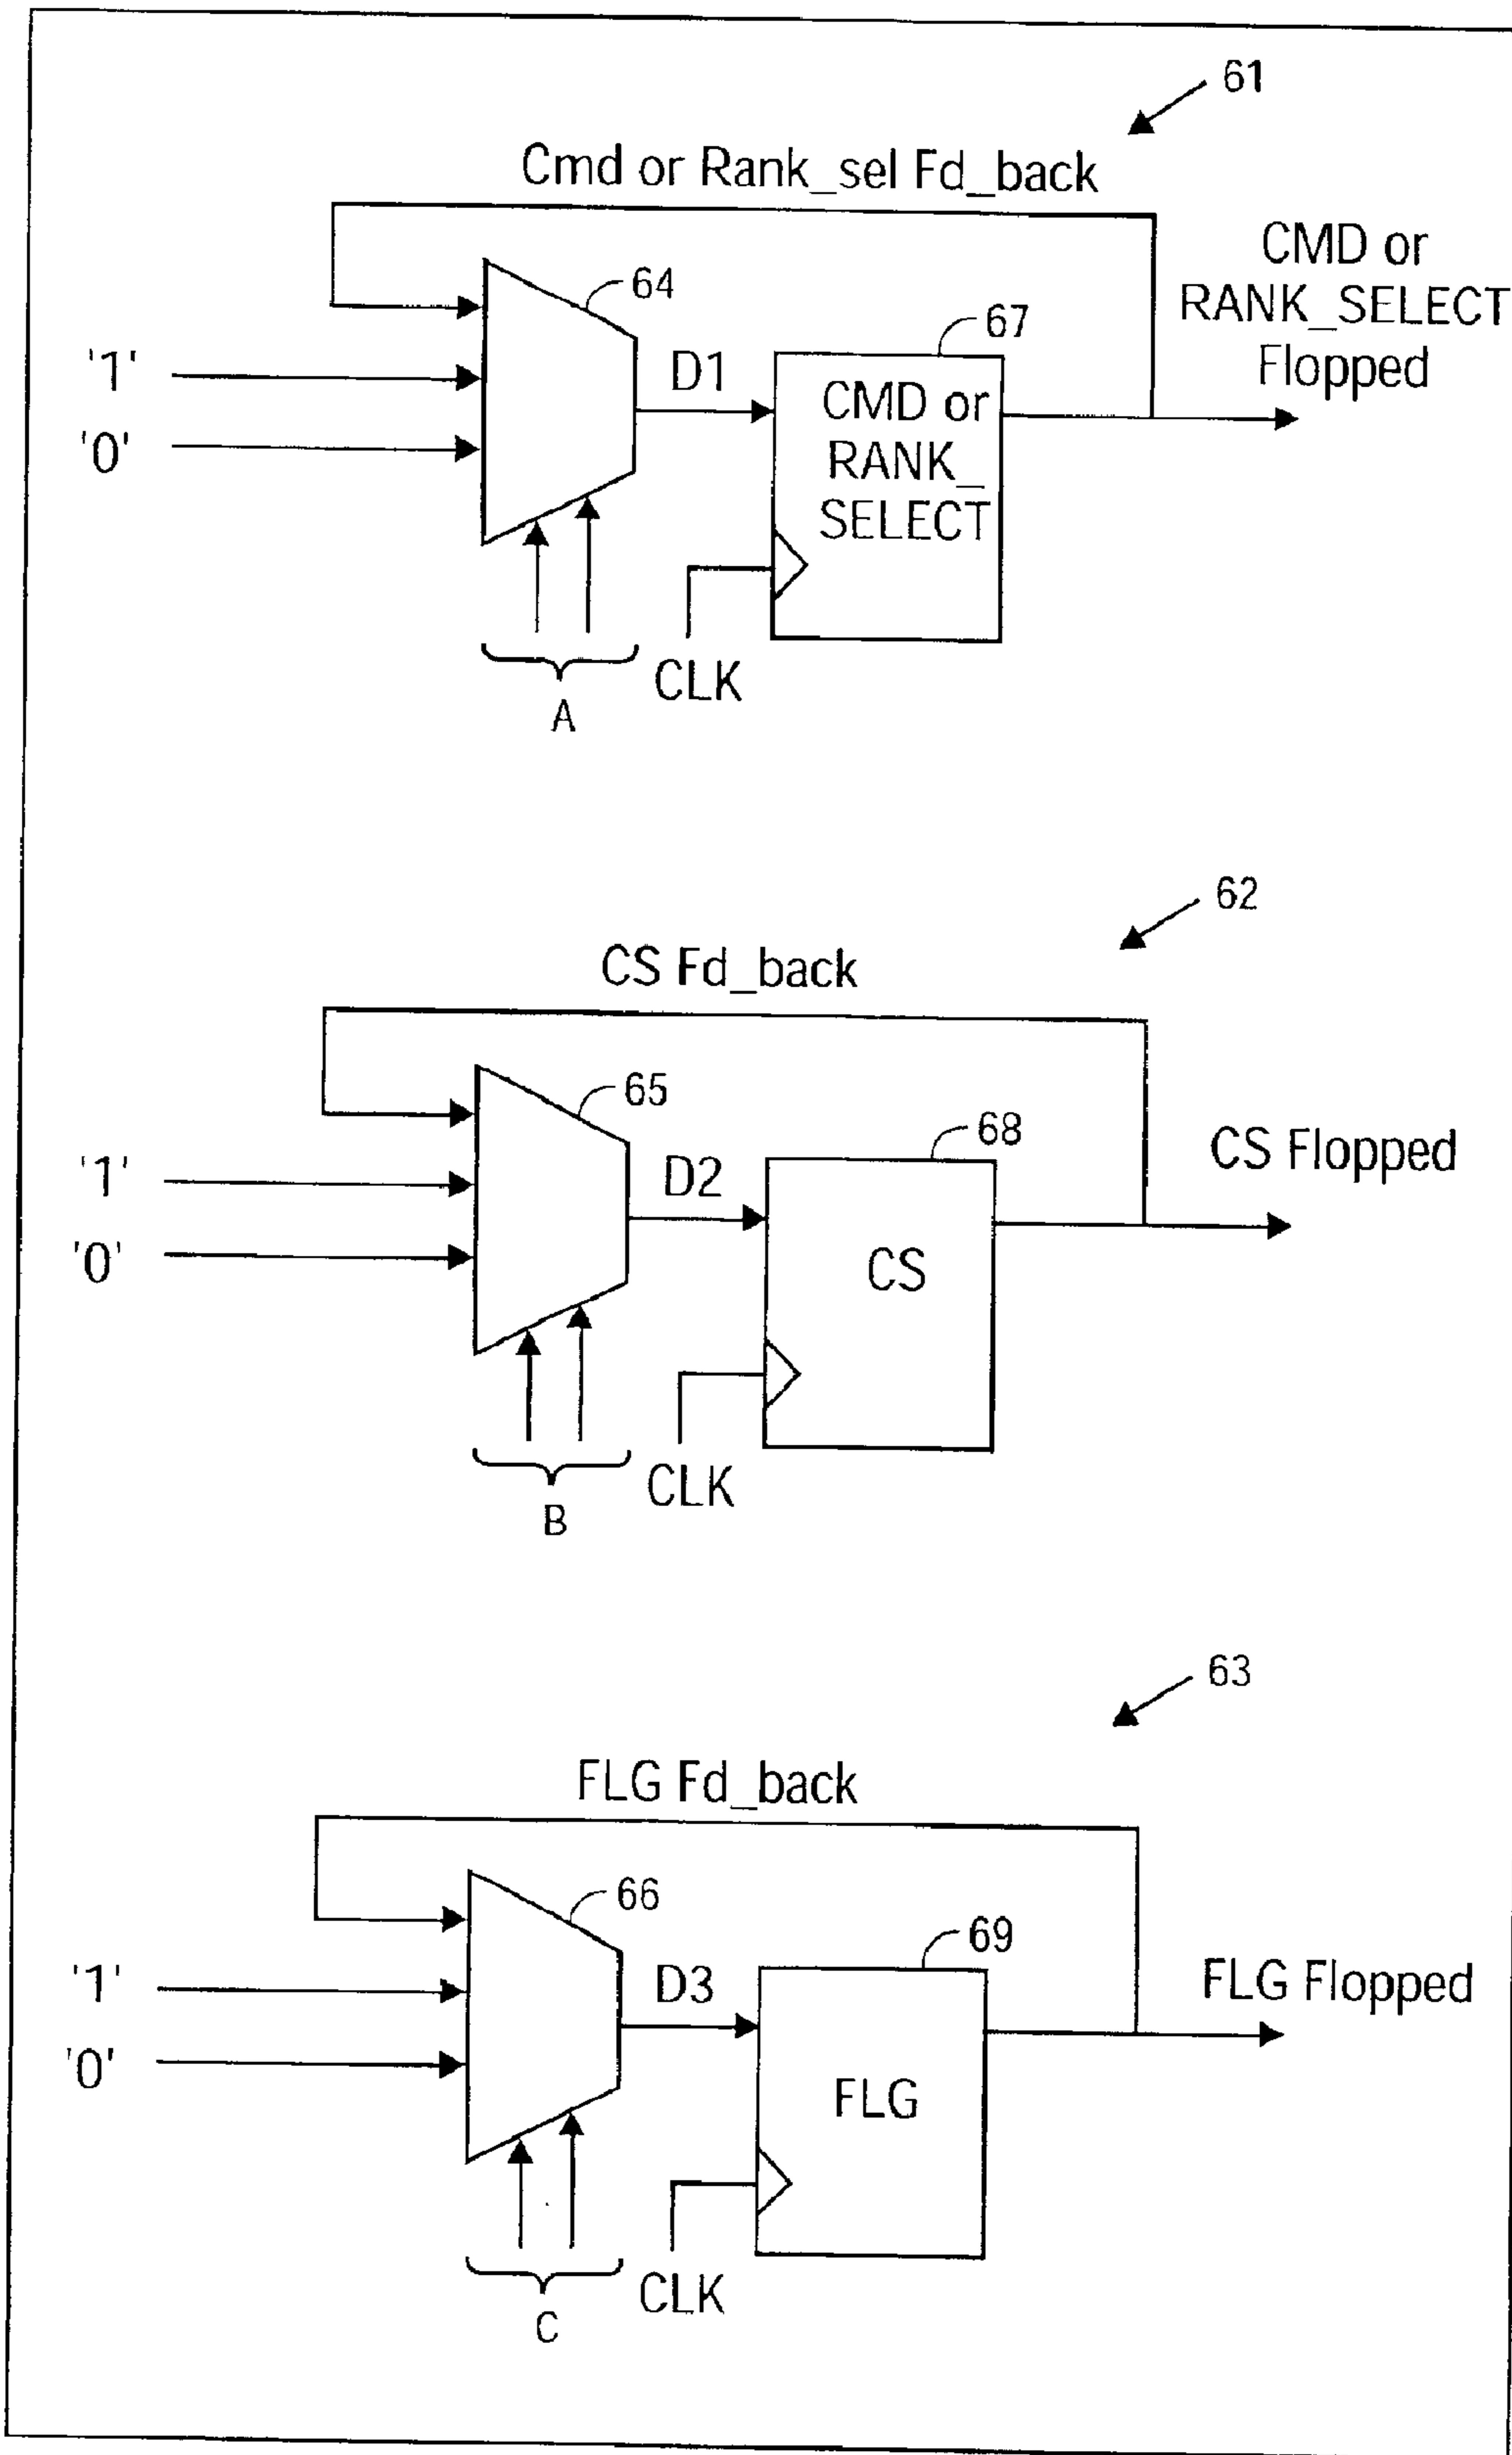 61
Cmd or Rank_sel Fd_back
CMD or
RANK_SELECT
Flopped
64
67
'1'
'0'
D1
CMD or
RANK_
SELECT
CLK
A
62
CS Fd_back
65
68
CS Flopped
'1'
'0'
D2
CS
CLK
B
63
FLG Fd_back
66
69
FLG Flopped
'1'
'0'
D3
FLG
CLK
C